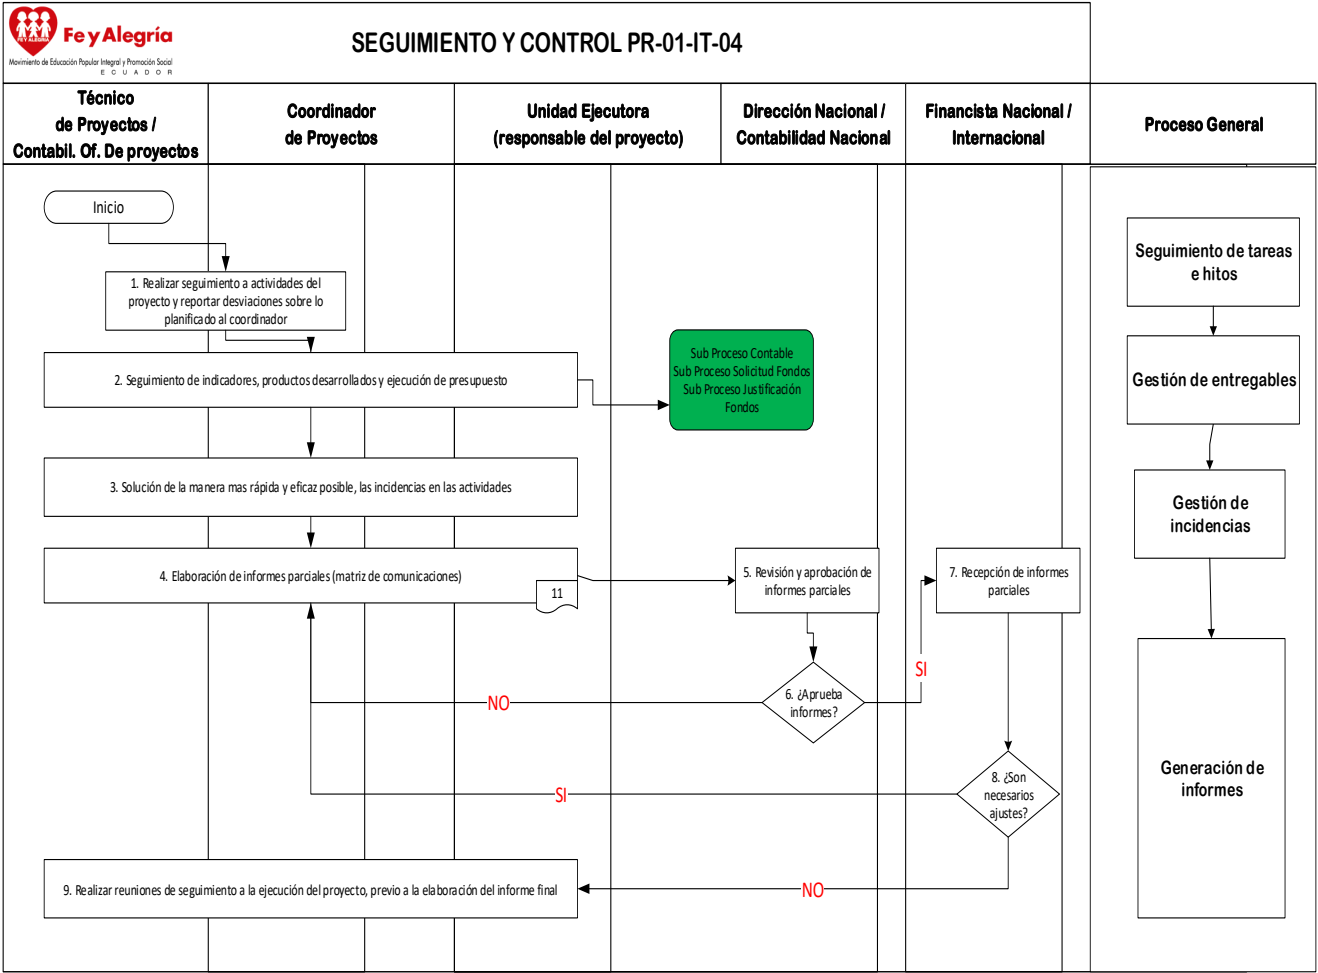 Fe y Alegría
FE Y ALEGRIA
Movimiento de Educación Popular Integral y Promoción Social
ECUADOR
SEGUIMIENTO Y CONTROL PR-01-IT-04
Técnico
de Proyectos /
Contabil. Of. De proyectos
Coordinador
de Proyectos
Unidad Ejecutora
(responsable del proyecto)
Dirección Nacional /
Contabilidad Nacional
Financista Nacional /
Internacional
Proceso General
Inicio
1. Realizar seguimiento a actividades del
proyecto y reportar desviaciones sobre lo
planificado al coordinador
2. Seguimiento de indicadores, productos desarrollados y ejecución de presupuesto
Sub Proceso Contable
Sub Proceso Solicitud Fondos
Sub Proceso Justificación
Fondos
3. Solución de la manera mas rápida y eficaz posible, las incidencias en las actividades
4. Elaboración de informes parciales (matriz de comunicaciones)
11
5. Revisión y aprobación de
informes parciales
7. Recepción de informes
parciales
6. ¿Aprueba
informes?
SI
NO
8. ¿Son
necesarios
ajustes?
SI
NO
9. Realizar reuniones de seguimiento a la ejecución del proyecto, previo a la elaboración del informe final
Seguimiento de tareas
e hitos
Gestión de entregables
Gestión de
incidencias
Generación de
informes